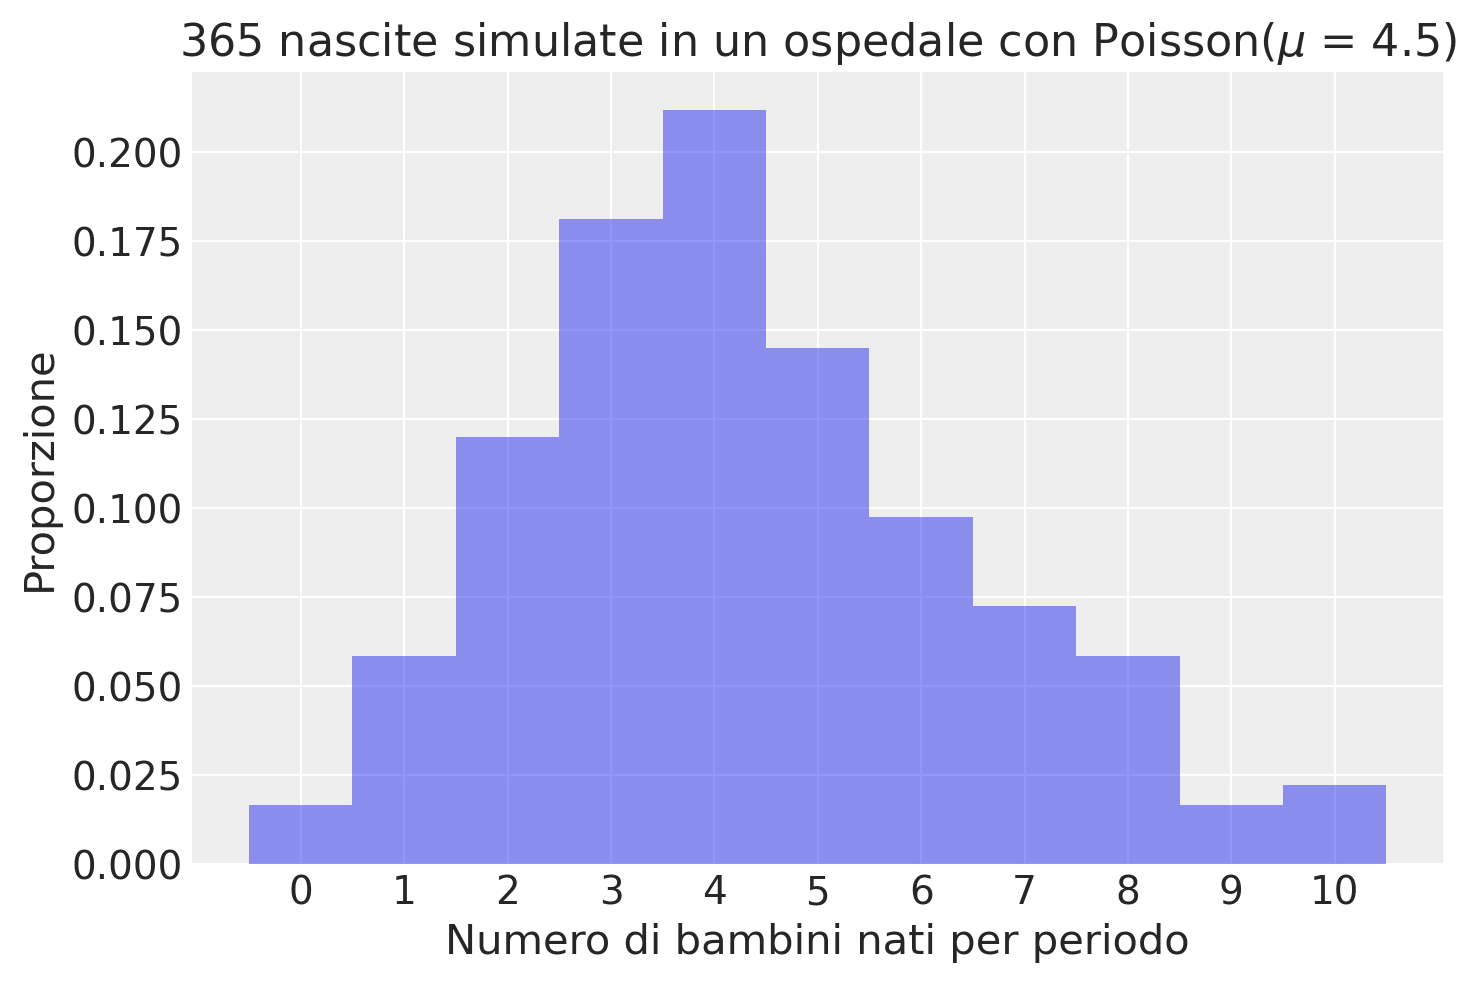 365 nascite simulate in un ospedale con Poisson(μ = 4.5)
0.200
0.175
0.150
0.125
0.100
0.075
0.050
0.025
0.000
Proporzione
0 1 2 3 4 5 6 7 8 9 10
Numero di bambini nati per periodo